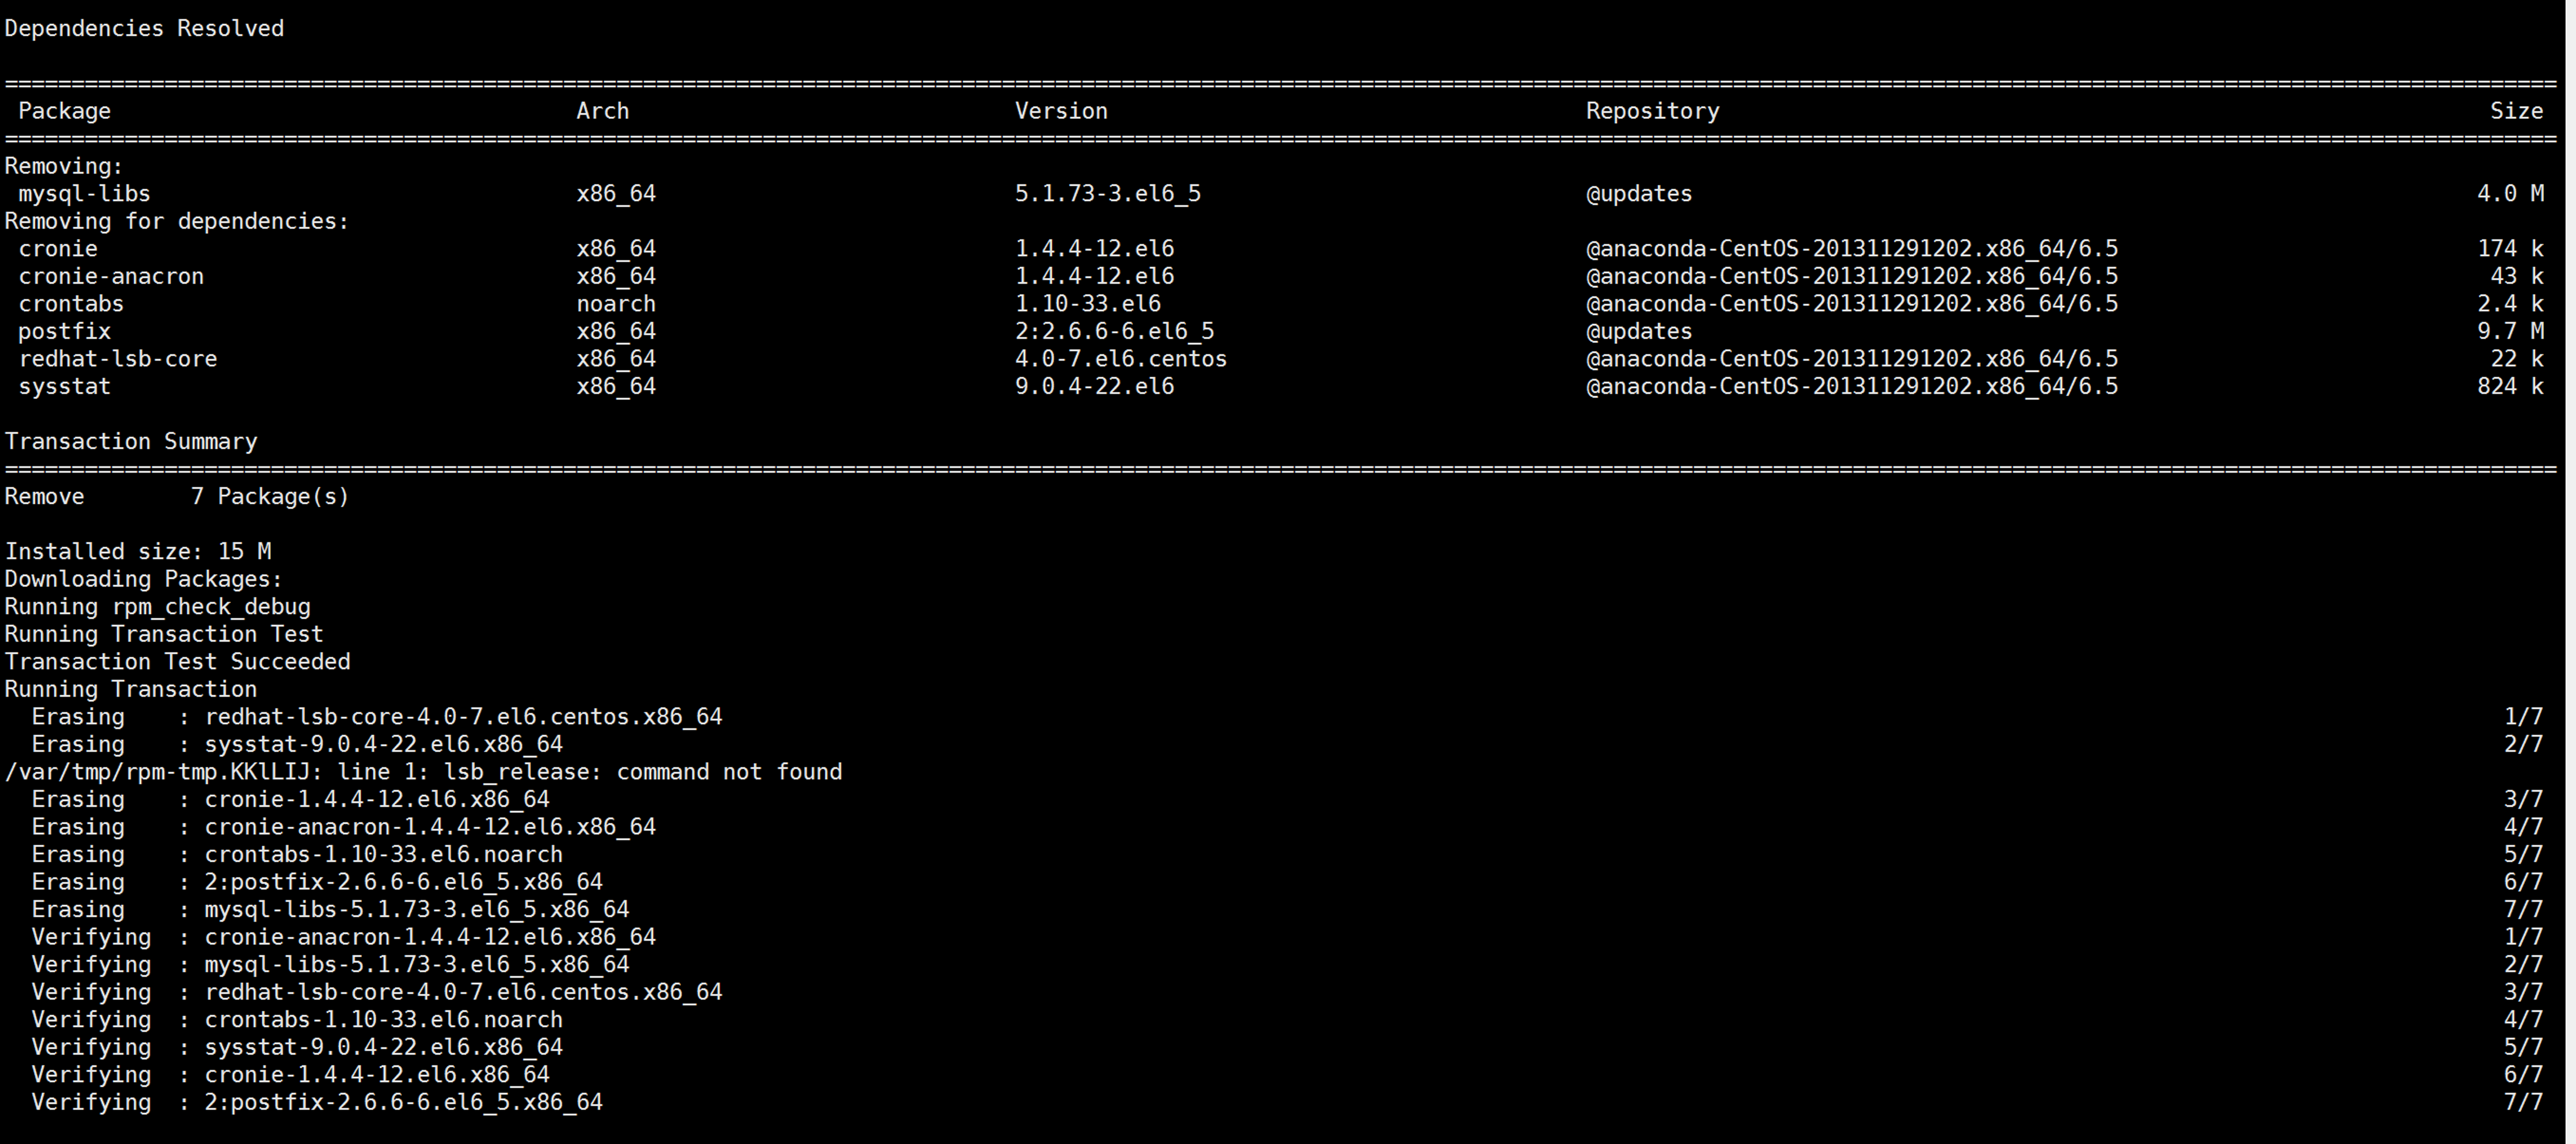 Dependencies Resolved
================================================================================================================================================================================================
 Package                                   Arch                             Version                                    Repository                                                          Size
================================================================================================================================================================================================
Removing:
 mysql-libs                                x86_64                           5.1.73-3.el6_5                             @updates                                                           4.0 M
Removing for dependencies:
 cronie                                    x86_64                           1.4.4-12.el6                               @anaconda-CentOS-201311291202.x86_64/6.5                           174 k
 cronie-anacron                            x86_64                           1.4.4-12.el6                               @anaconda-CentOS-201311291202.x86_64/6.5                            43 k
 crontabs                                  noarch                           1.10-33.el6                                @anaconda-CentOS-201311291202.x86_64/6.5                           2.4 k
 postfix                                   x86_64                           2:2.6.6-6.el6_5                            @updates                                                           9.7 M
 redhat-lsb-core                           x86_64                           4.0-7.el6.centos                           @anaconda-CentOS-201311291202.x86_64/6.5                            22 k
 sysstat                                   x86_64                           9.0.4-22.el6                               @anaconda-CentOS-201311291202.x86_64/6.5                           824 k
Transaction Summary
================================================================================================================================================================================================
Remove        7 Package(s)
Installed size: 15 M
Downloading Packages:
Running rpm_check_debug
Running Transaction Test
Transaction Test Succeeded
Running Transaction
  Erasing    : redhat-lsb-core-4.0-7.el6.centos.x86_64 1/7
  Erasing    : sysstat-9.0.4-22.el6.x86_64 2/7
/var/tmp/rpm-tmp.KKlLIJ: line 1: lsb_release: command not found
  Erasing    : cronie-1.4.4-12.el6.x86_64 3/7
  Erasing    : cronie-anacron-1.4.4-12.el6.x86_64 4/7
  Erasing    : crontabs-1.10-33.el6.noarch 5/7
  Erasing    : 2:postfix-2.6.6-6.el6_5.x86_64 6/7
  Erasing    : mysql-libs-5.1.73-3.el6_5.x86_64 7/7
  Verifying  : cronie-anacron-1.4.4-12.el6.x86_64 1/7
  Verifying  : mysql-libs-5.1.73-3.el6_5.x86_64 2/7
  Verifying  : redhat-lsb-core-4.0-7.el6.centos.x86_64 3/7
  Verifying  : crontabs-1.10-33.el6.noarch 4/7
  Verifying  : sysstat-9.0.4-22.el6.x86_64 5/7
  Verifying  : cronie-1.4.4-12.el6.x86_64 6/7
  Verifying  : 2:postfix-2.6.6-6.el6_5.x86_64 7/7